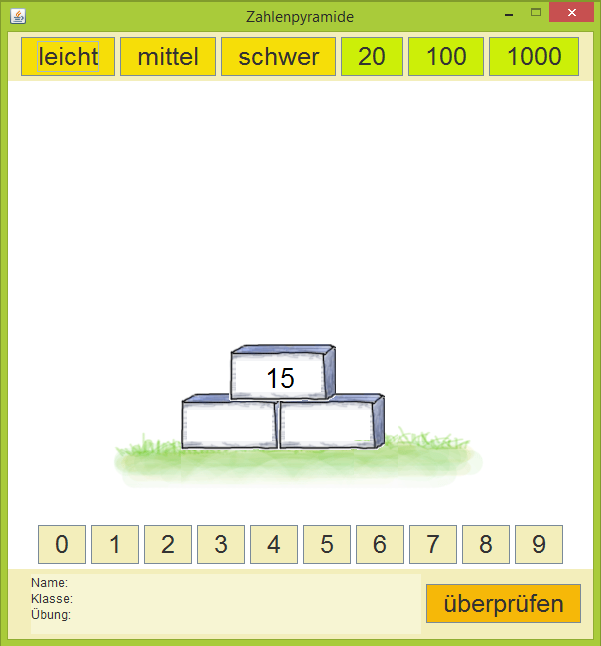 Zahlenpyramide
leicht mittel schwer 20 100 1000
15
0 1 2 3 4 5 6 7 8 9
Name:
Klasse:
Übung:
überprüfen